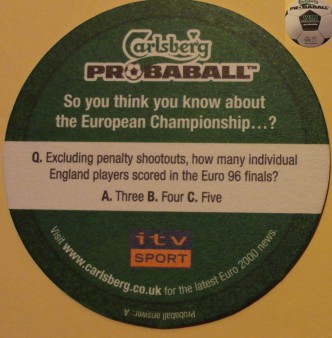 Carlsberg
PROBABALL™
So you think you know about
the European Championship...?
Q. Excluding penalty shootouts, how many individual
England players scored in the Euro 96 finals?
A. Three B. Four C. Five
itv
SPORT
Visit www.carlsberg.co.uk for the latest Euro 2000 news.
Probaball answer: A
PROBABALL